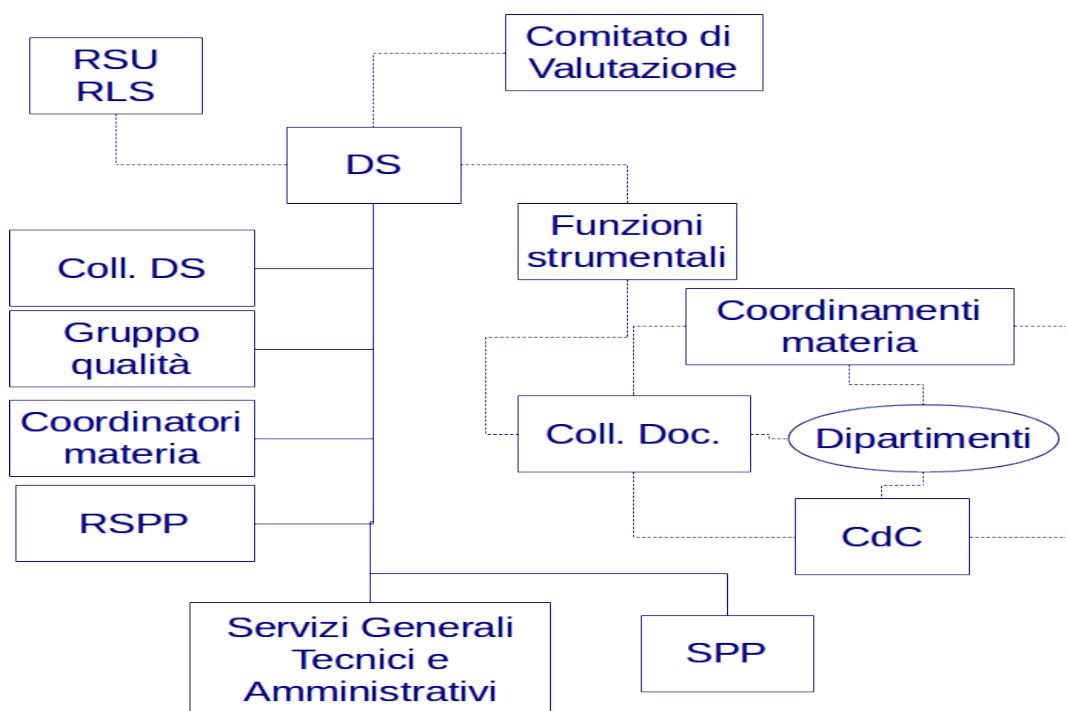 Comitato di
Valutazione
RSU
RLS
DS
Funzioni
strumentali
Coll. DS
Coordinamenti
materia
Gruppo
qualità
Coordinatori
materia
Coll. Doc.
Dipartimenti
RSPP
CdC
Servizi Generali
Tecnici e
Amministrativi
SPP